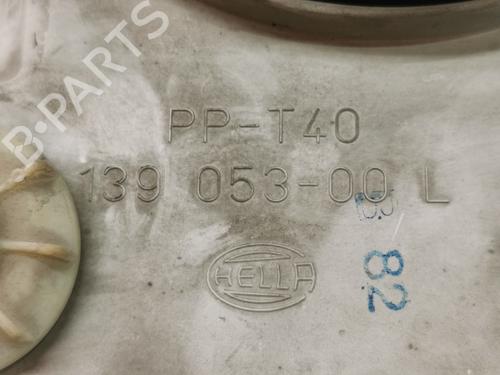 B-PARTS
PP-T40
139 053-00 L
HELLA
82